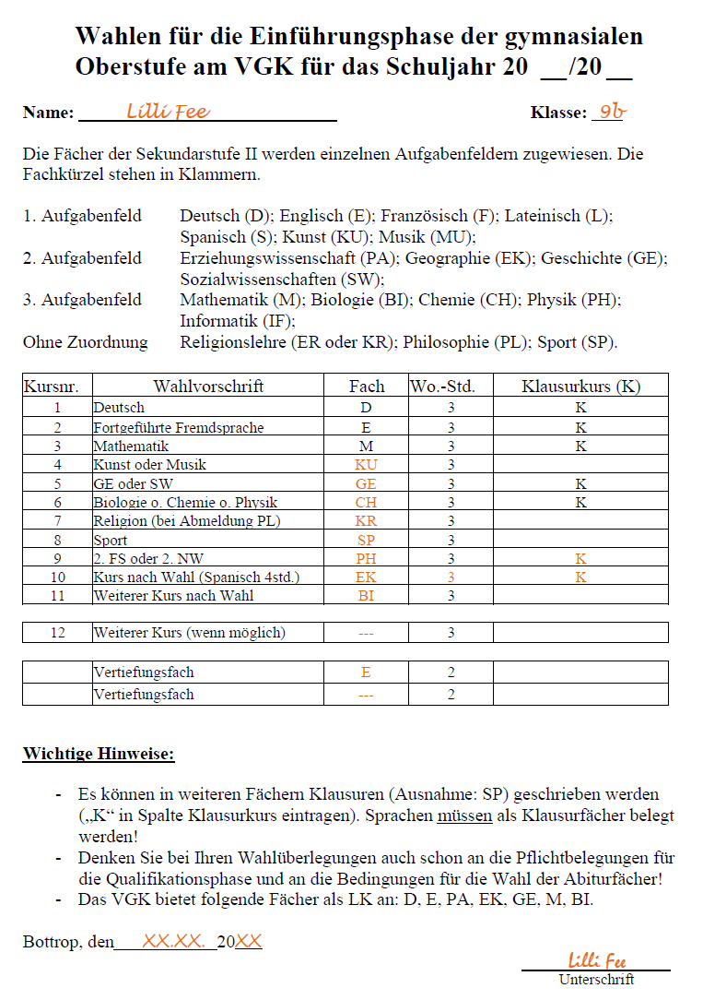 Wahlen für die Einführungsphase der gymnasialen
Oberstufe am VGK für das Schuljahr 20 __/20 __
Name: Lilli Fee Klasse: 9b
Die Fächer der Sekundarstufe II werden einzelnen Aufgabenfeldern zugewiesen. Die
Fachkürzel stehen in Klammern.
1. Aufgabenfeld Deutsch (D); Englisch (E); Französisch (F); Lateinisch (L);
Spanisch (S); Kunst (KU); Musik (MU);
2. Aufgabenfeld Erziehungswissenschaft (PA); Geographie (EK); Geschichte (GE);
Sozialwissenschaften (SW);
3. Aufgabenfeld Mathematik (M); Biologie (BI); Chemie (CH); Physik (PH);
Informatik (IF);
Ohne Zuordnung Religionslehre (ER oder KR); Philosophie (PL); Sport (SP).
Kursnr. Wahlvorschrift Fach Wo.-Std. Klausurkurs (K)
1 Deutsch D 3 K
2 Fortgeführte Fremdsprache E 3 K
3 Mathematik M 3 K
4 Kunst oder Musik KU 3
5 GE oder SW GE 3 K
6 Biologie o. Chemie o. Physik CH 3 K
7 Religion (bei Abmeldung PL) KR 3
8 Sport SP 3
9 2. FS oder 2. NW PH 3 K
10 Kurs nach Wahl (Spanisch 4std.) EK 3 K
11 Weiterer Kurs nach Wahl BI 3
12 Weiterer Kurs (wenn möglich) --- 3
Vertiefungsfach E 2
Vertiefungsfach --- 2
Wichtige Hinweise:
- Es können in weiteren Fächern Klausuren (Ausnahme: SP) geschrieben werden
(„K“ in Spalte Klausurkurs eintragen). Sprachen müssen als Klausurfächer belegt
werden!
- Denken Sie bei Ihren Wahlüberlegungen auch schon an die Pflichtbelegungen für
die Qualifikationsphase und an die Bedingungen für die Wahl der Abiturfächer!
- Das VGK bietet folgende Fächer als LK an: D, E, PA, EK, GE, M, BI.
Bottrop, den XX.XX. 20XX
Lilli Fee
Unterschrift